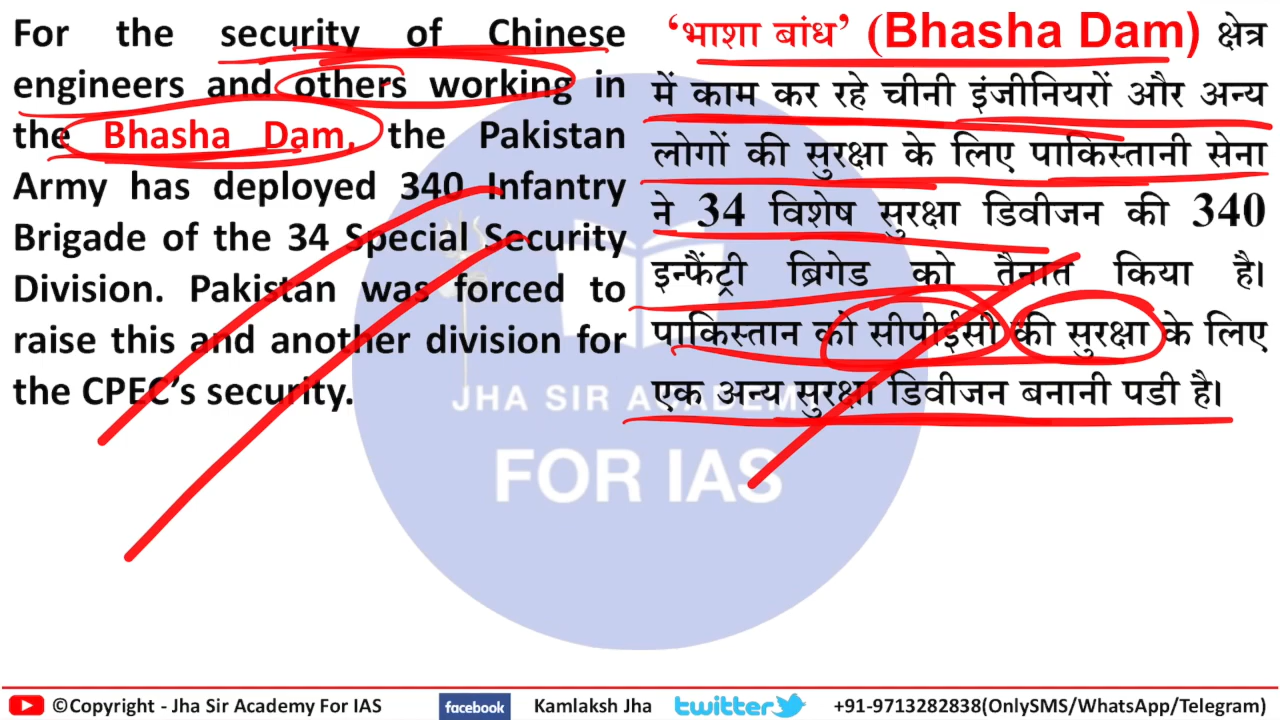 For the security of Chinese
engineers and others working in
the Bhasha Dam, the Pakistan
Army has deployed 340 Infantry
Brigade of the 34 Special Security
Division. Pakistan was forced to
raise this and another division for
the CPEC's security.
‘भाशा बांध’ (Bhasha Dam) क्षेत्र
में काम कर रहे चीनी इंजीनियरों और अन्य
लोगों की सुरक्षा के लिए पाकिस्तानी सेना
ने 34 विशेष सुरक्षा डिवीजन की 340
इन्फैंट्री ब्रिगेड को तैनात किया है।
पाकिस्तान को सीपीईसी की सुरक्षा के लिए
एक अन्य सुरक्षा डिवीजन बनानी पडी है।
JHA SIR ACADEMY
FOR IAS
©Copyright - Jha Sir Academy For IAS facebook Kamlaksh Jha twitter +91-9713282838(OnlySMS/WhatsApp/Telegram)